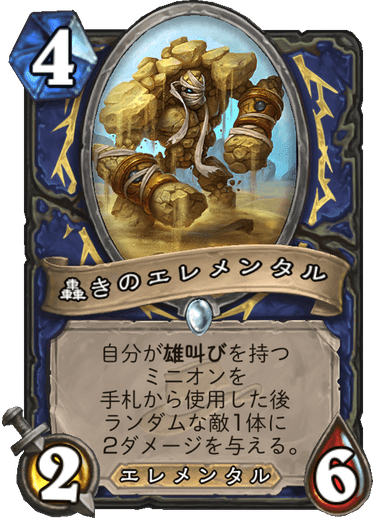 4
轟きのエレメンタル
自分が雄叫びを持つ
ミニオンを
手札から使用した後
ランダムな敵1体に
2ダメージを与える。
2
エレメンタル
6